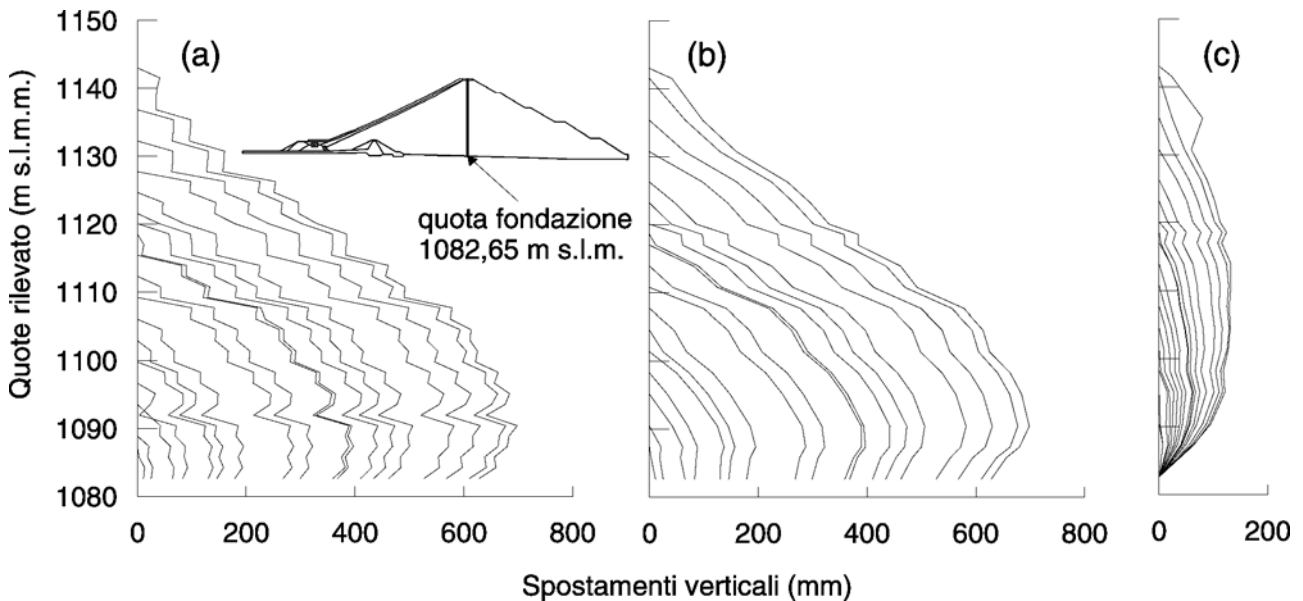 Quote rilevato (m s.l.m.m.)
1150
1140
1130
1120
1110
1100
1090
1080
(a)
quota fondazione
1082,65 m s.l.m.
0 200 400 600 800
(b)
0 200 400 600 800
(c)
0 200
Spostamenti verticali (mm)